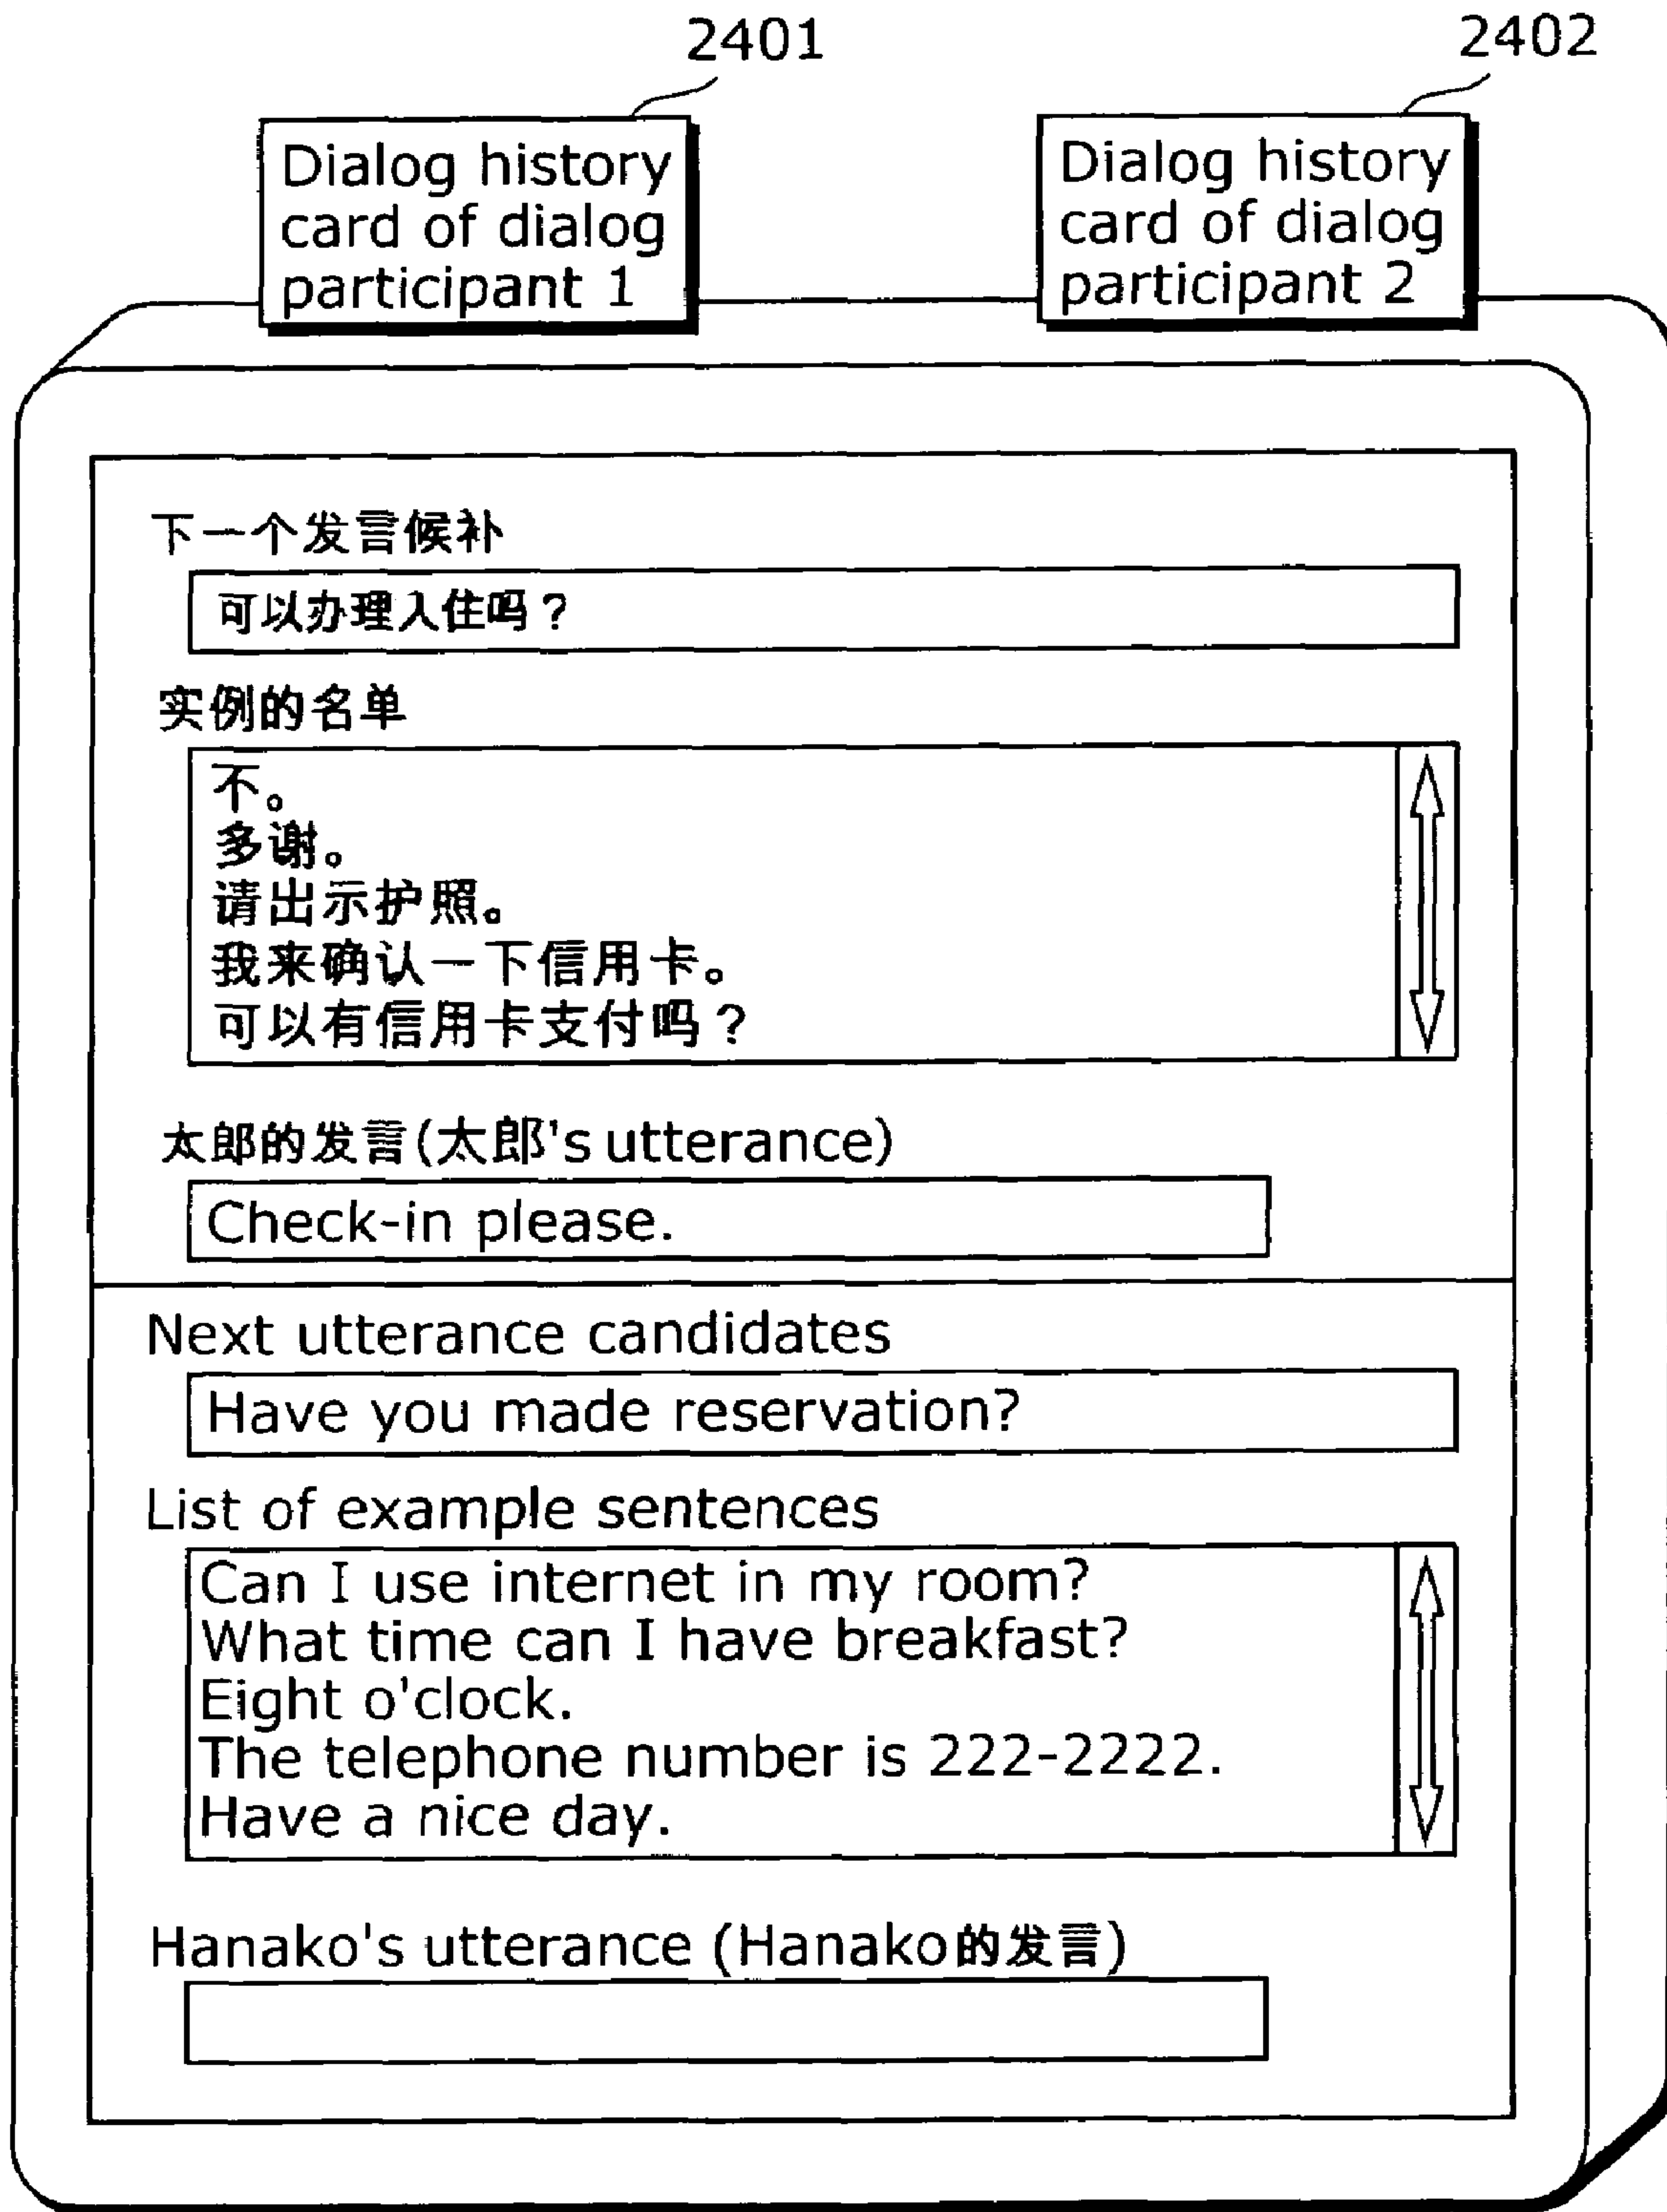 2401
2402
Dialog history
card of dialog
participant 1
Dialog history
card of dialog
participant 2
下一个发言候补
可以办理入住吗？
实例的名单
不。
多谢。
请出示护照。
我来确认一下信用卡。
可以有信用卡支付吗？
太郎的发言(太郎's utterance)
Check-in please.
Next utterance candidates
Have you made reservation?
List of example sentences
Can I use internet in my room?
What time can I have breakfast?
Eight o'clock.
The telephone number is 222-2222.
Have a nice day.
Hanako's utterance (Hanako的发言)